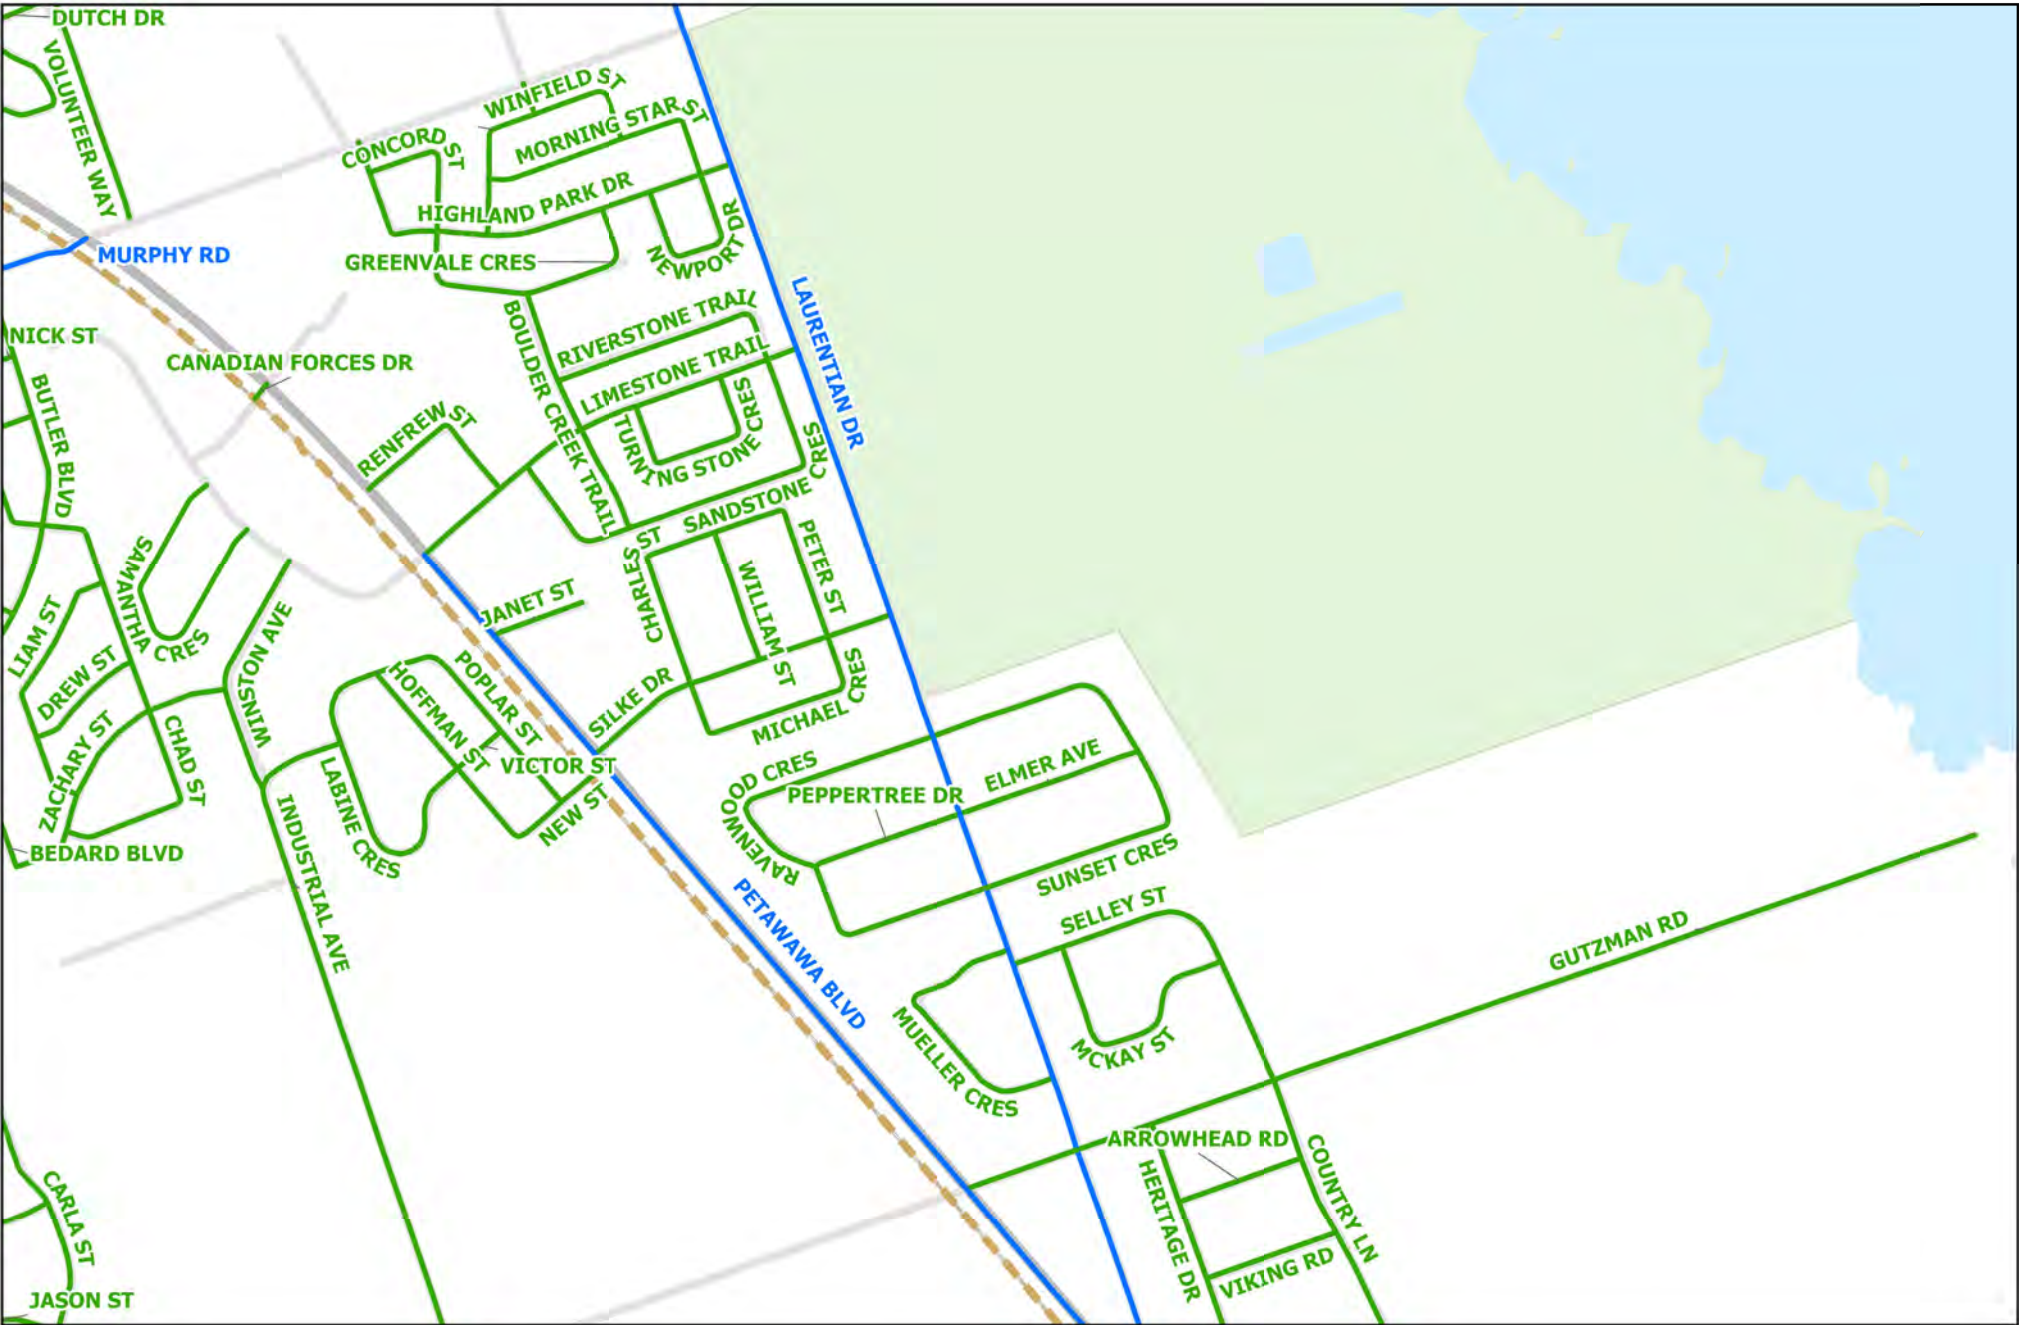 DUTCH DR
VOLUNTEER WAY
WINFIELD ST
MORNING STAR ST
CONCORD ST
HIGHLAND PARK DR
MURPHY RD
GREENVALE CRES
NEWPORT DR
BOULDER CREEK TRAIL
RIVERSTONE TRAIL
LAURENTIAN DR
NICK ST
CANADIAN FORCES DR
LIMESTONE TRAIL
BUTLER BLVD
RENFREW ST
TURNING STONE CRES
SANDSTONE CRES
CHARLES ST
PETER ST
WILLIAM ST
SAMANTHA CRES
JANET ST
LIAM ST
DREW ST
WINSTON AVE
HOFFMAN ST
POPLAR ST
SILKE DR
MICHAEL CRES
ZACHARY ST
CHAD ST
LABINE CRES
VICTOR ST
NEW ST
RAVENWOOD CRES
PEPPERTREE DR
ELMER AVE
BEDARD BLVD
INDUSTRIAL AVE
SUNSET CRES
PETAWAWA BLVD
SELLEY ST
GUTZMAN RD
MUELLER CRES
MCKAY ST
ARROWHEAD RD
HERITAGE DR
COUNTRY LN
VIKING RD
CARLA ST
JASON ST